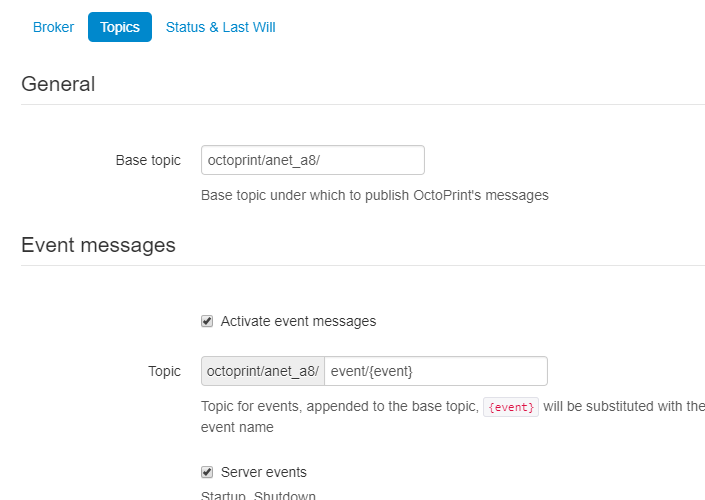 Broker Topics Status & Last Will
General
Base topic octoprint/anet_a8/
Base topic under which to publish OctoPrint's messages
Event messages
Activate event messages
Topic octoprint/anet_a8/ event/{event}
Topic for events, appended to the base topic, {event} will be substituted with the
event name
Server events
Startup, Shutdown